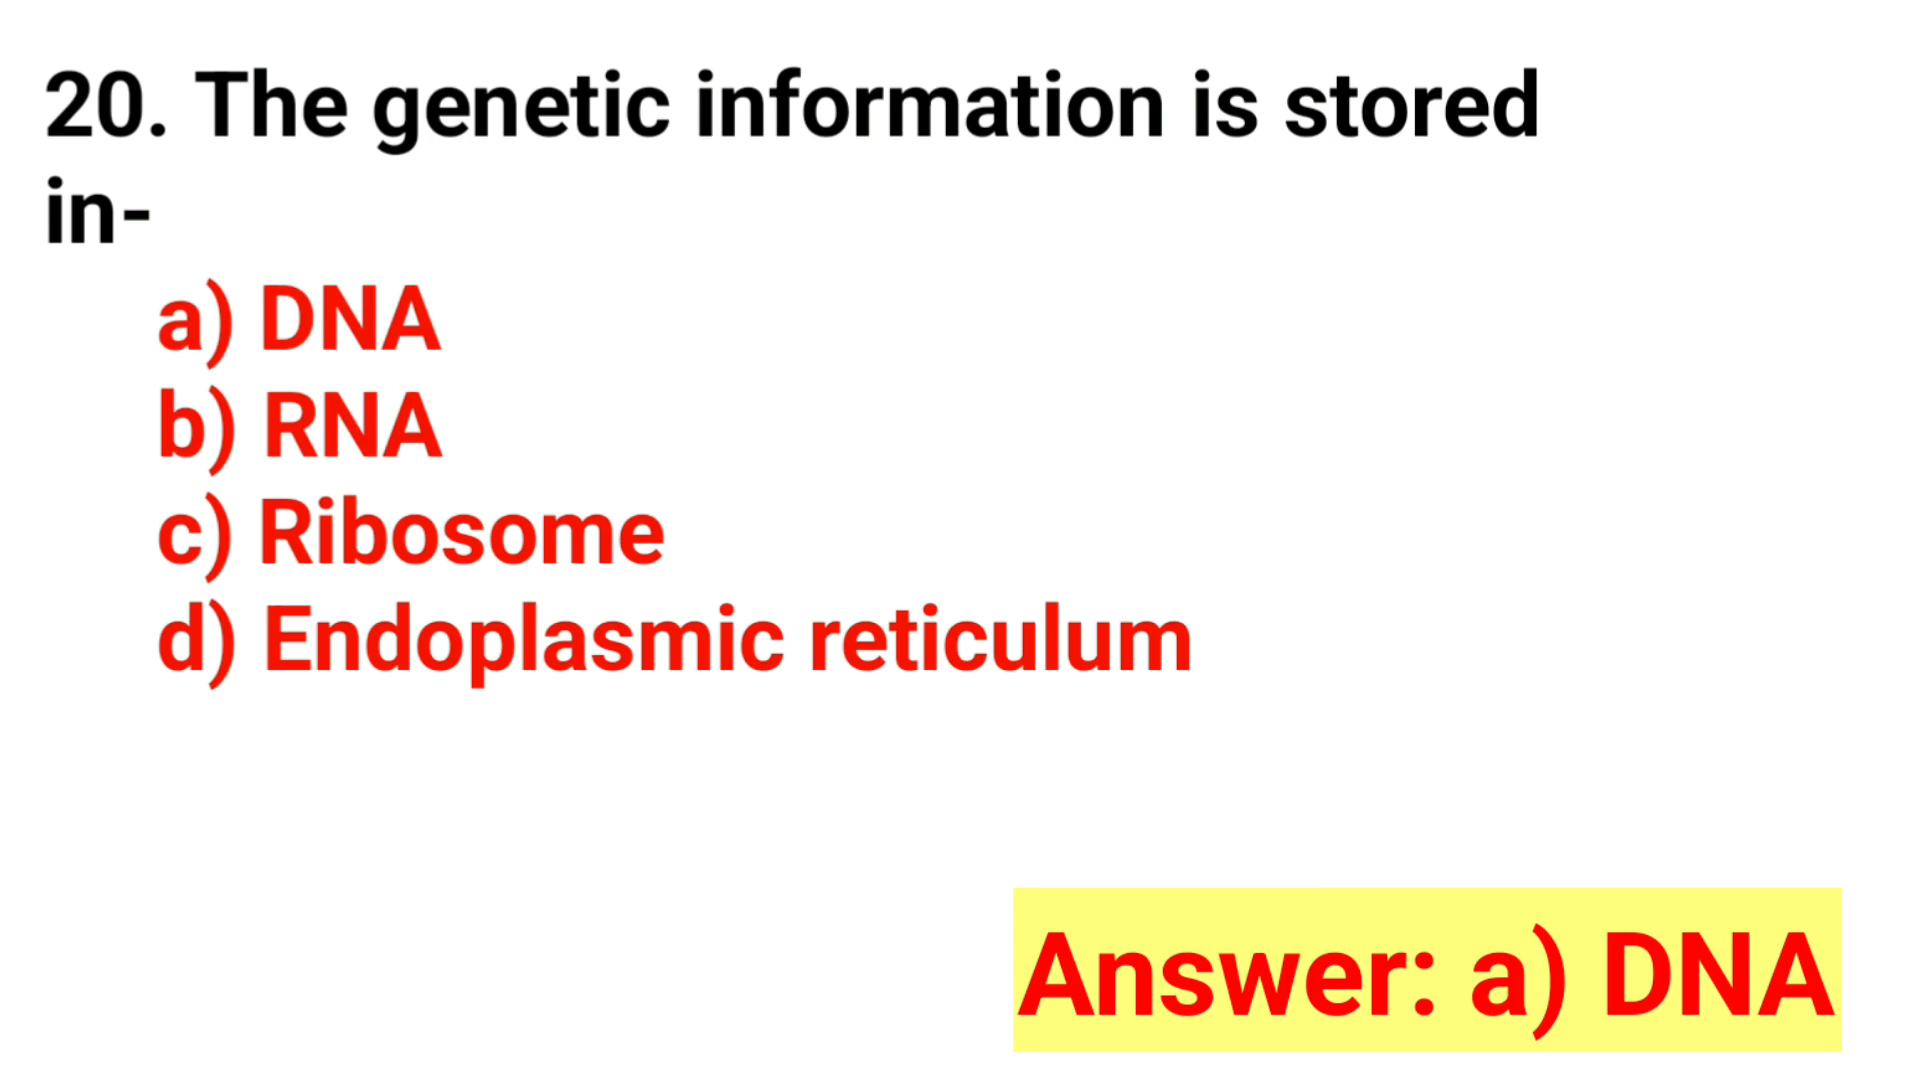 20. The genetic information is stored
in-
a) DNA
b) RNA
c) Ribosome
d) Endoplasmic reticulum
Answer: a) DNA